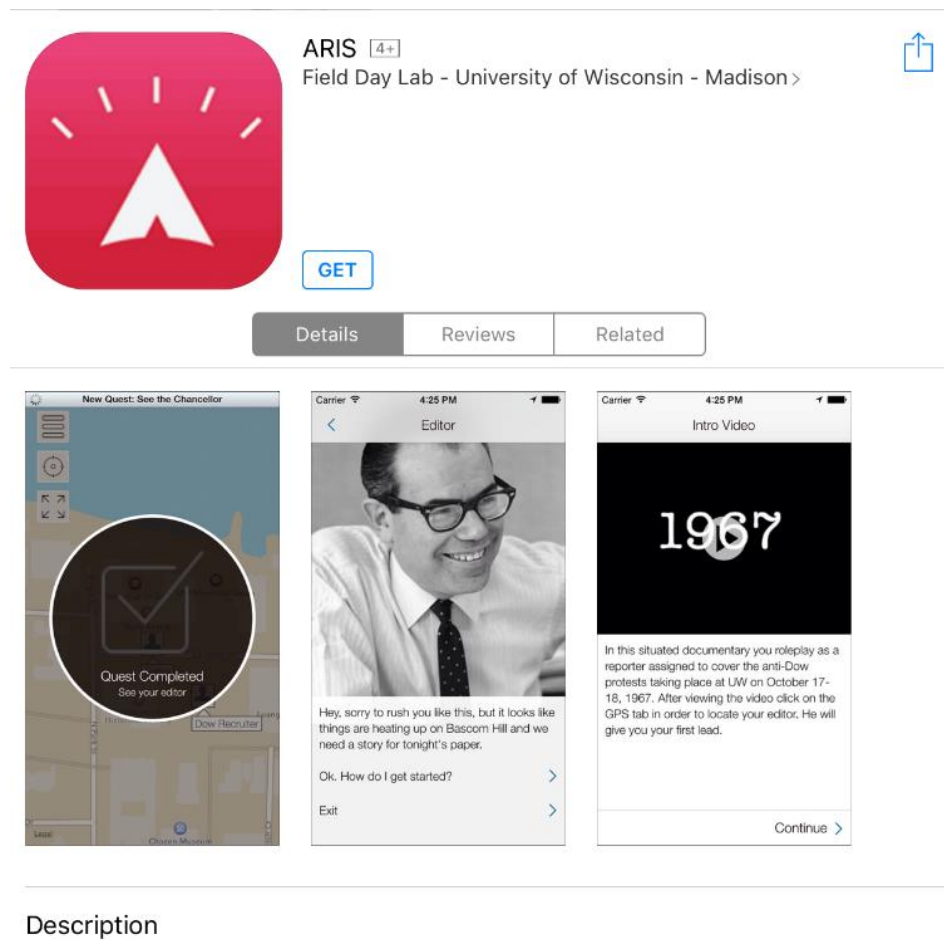 ARIS 4+
Field Day Lab - University of Wisconsin - Madison >
GET
Details Reviews Related
New Quest: See the Chancellor
Quest Completed
See your editor
Dow Recruiter
Chazen Museum
Carrier 4:25 PM
Editor
Hey, sorry to rush you like this, but it looks like
things are heating up on Bascom Hill and we
need a story for tonight's paper.
Ok. How do I get started?
Exit
Carrier 4:25 PM
Intro Video
1967
In this situated documentary you roleplay as a
reporter assigned to cover the anti-Dow
protests taking place at UW on October 17-
18, 1967. After viewing the video click on the
GPS tab in order to locate your editor. He will
give you your first lead.
Continue
Description